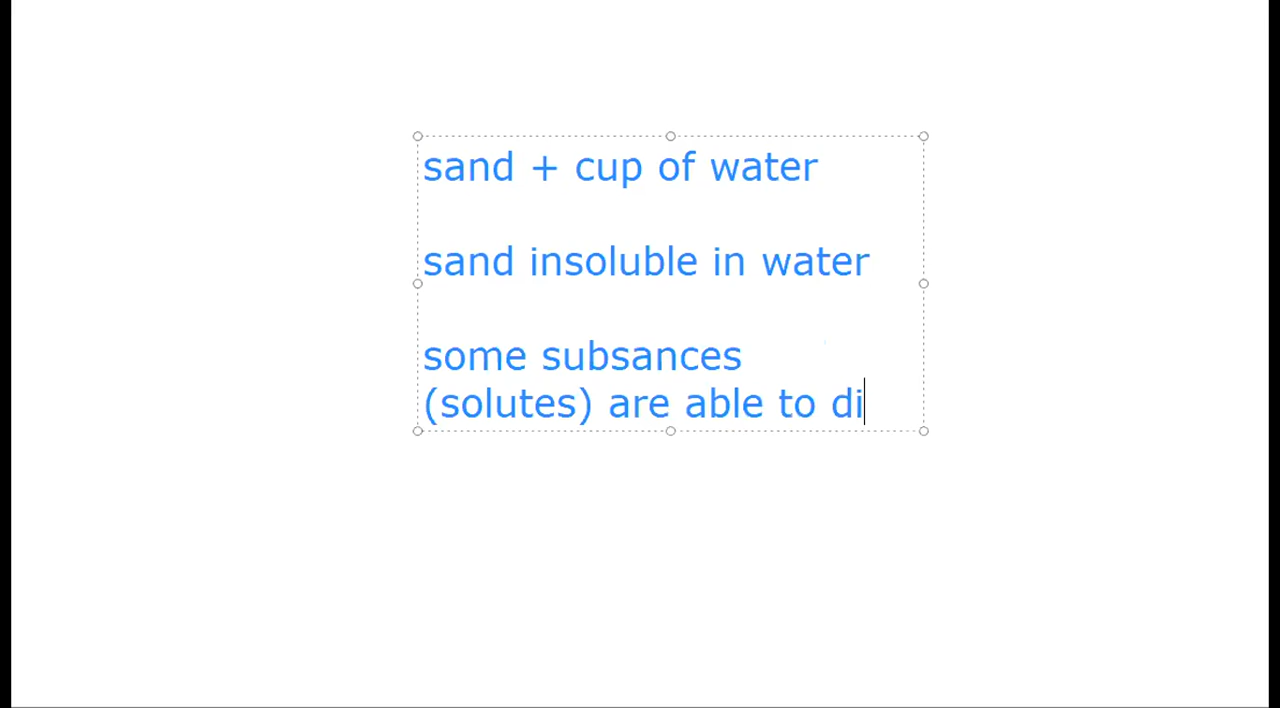 sand + cup of water
sand insoluble in water
some subsances
(solutes) are able to di